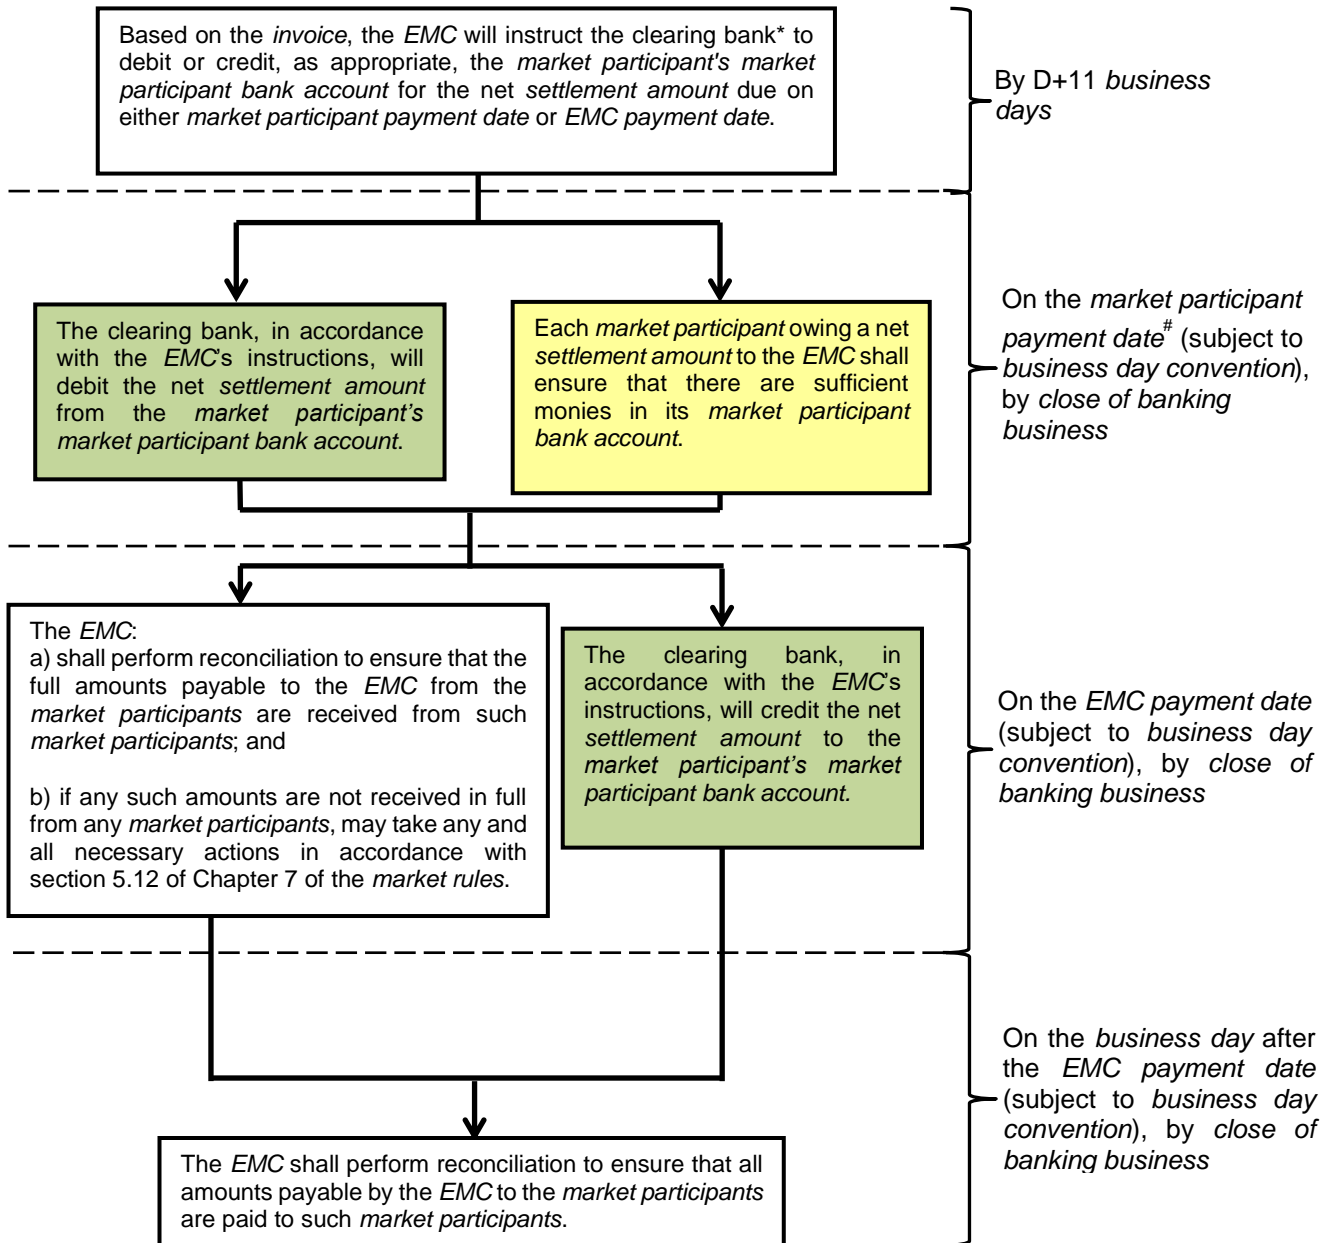 Based on the invoice, the EMC will instruct the clearing bank* to
debit or credit, as appropriate, the market participant's market
participant bank account for the net settlement amount due on
either market participant payment date or EMC payment date.
By D+11 business
days
The clearing bank, in accordance
with the EMC's instructions, will
debit the net settlement amount
from the market participant's
market participant bank account.
Each market participant owing a net
settlement amount to the EMC shall
ensure that there are sufficient
monies in its market participant
bank account.
On the market participant
payment date# (subject to
business day convention),
by close of banking
business
The EMC:
a) shall perform reconciliation to ensure that the
full amounts payable to the EMC from the
market participants are received from such
market participants; and
b) if any such amounts are not received in full
from any market participants, may take any and
all necessary actions in accordance with
section 5.12 of Chapter 7 of the market rules.
The clearing bank, in
accordance with the EMC's
instructions, will credit the net
settlement amount to the
market participant's market
participant bank account.
On the EMC payment date
(subject to business day
convention), by close of
banking business
The EMC shall perform reconciliation to ensure that all
amounts payable by the EMC to the market participants
are paid to such market participants.
On the business day after
the EMC payment date
(subject to business day
convention), by close of
banking business